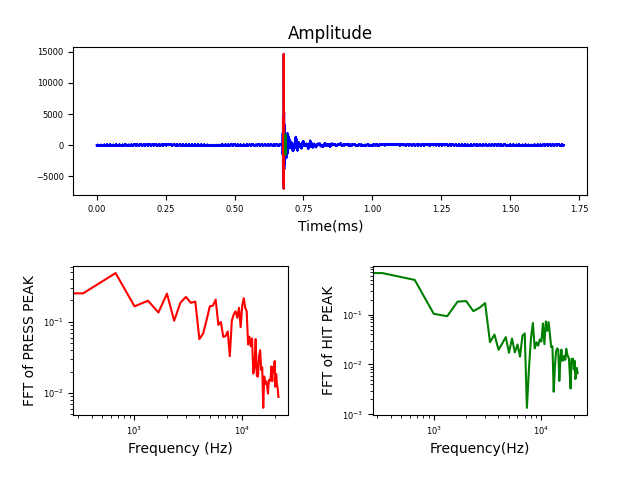 Amplitude
15000
10000
5000
0
−5000
0.00 0.25 0.50 0.75 1.00 1.25 1.50 1.75
Time(ms)
FFT of PRESS PEAK
10⁻¹
10⁻²
10³ 10⁴
Frequency (Hz)
FFT of HIT PEAK
10⁻¹
10⁻²
10⁻³
10³ 10⁴
Frequency(Hz)